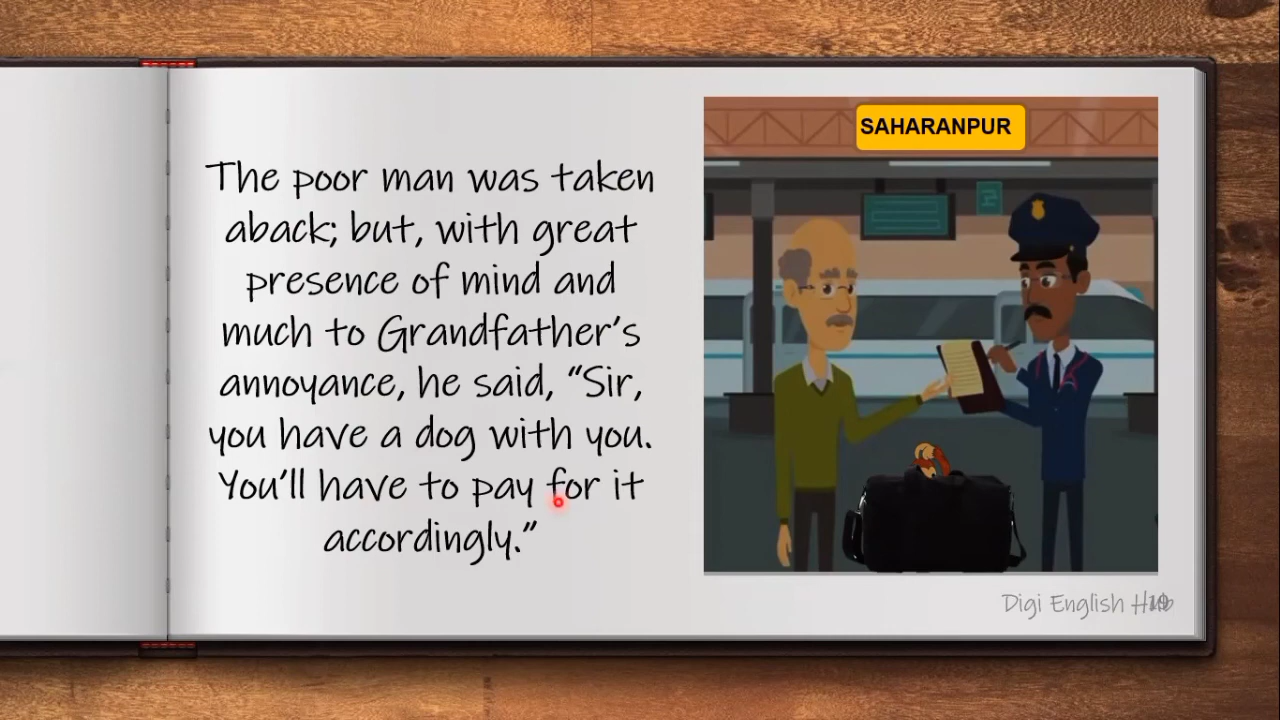 SAHARANPUR
The poor man was taken
aback; but, with great
presence of mind and
much to Grandfather's
annoyance, he said, “Sir,
you have a dog with you.
You'll have to pay for it
accordingly.”
Digi English Hub